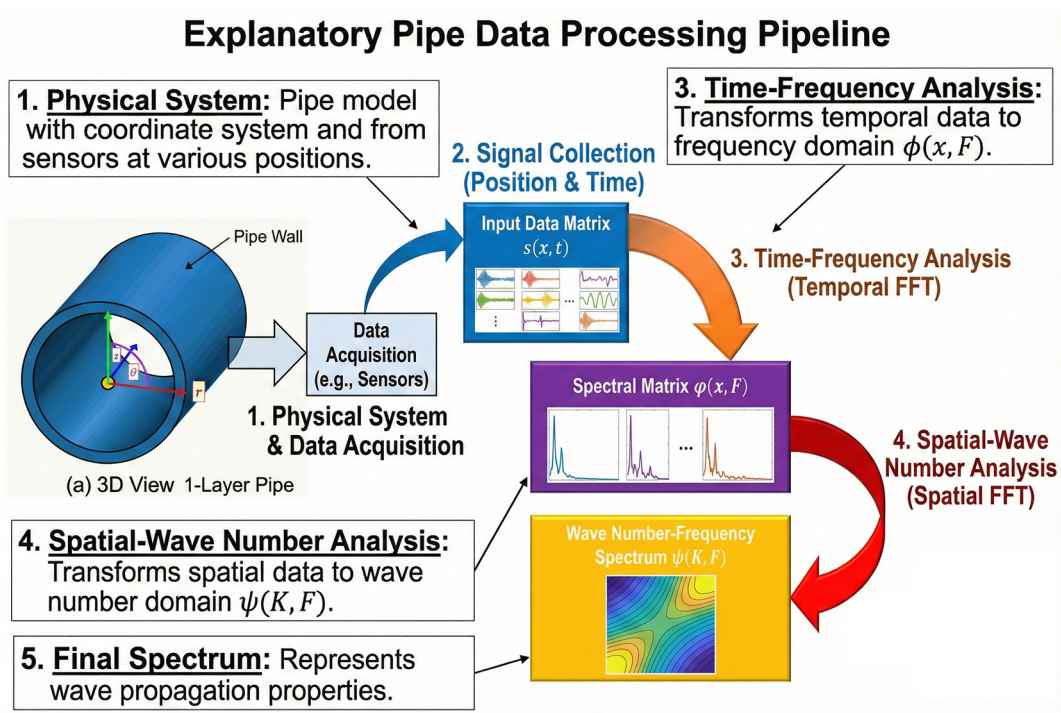 Explanatory Pipe Data Processing Pipeline
1. Physical System: Pipe model
with coordinate system and from
sensors at various positions.
3. Time-Frequency Analysis:
Transforms temporal data to
frequency domain ϕ(x, F).
2. Signal Collection
(Position & Time)
Input Data Matrix
s(x, t)
...
⋮
Pipe Wall
z
θ
r
(a) 3D View 1-Layer Pipe
Data
Acquisition
(e.g., Sensors)
1. Physical System
& Data Acquisition
3. Time-Frequency Analysis
(Temporal FFT)
Spectral Matrix φ(x, F)
...
4. Spatial-Wave
Number Analysis
(Spatial FFT)
4. Spatial-Wave Number Analysis:
Transforms spatial data to wave
number domain ψ(K, F).
Wave Number-Frequency
Spectrum ψ(K, F)
5. Final Spectrum: Represents
wave propagation properties.